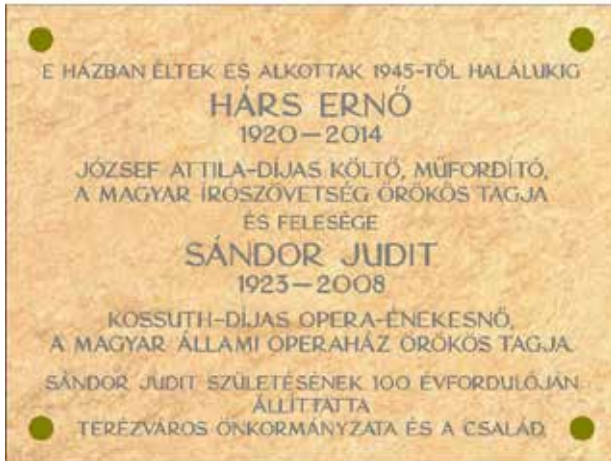 E HÁZBAN ÉLTEK ÉS ALKOTTAK 1945-TŐL HALÁLUKIG
HÁRS ERNŐ
1920–2014
JÓZSEF ATTILA-DÍJAS KÖLTŐ, MŰFORDÍTÓ,
A MAGYAR ÍRÓSZÖVETSÉG ÖRÖKÖS TAGJA
ÉS FELESÉGE
SÁNDOR JUDIT
1923–2008
KOSSUTH-DÍJAS OPERA-ÉNEKESNŐ,
A MAGYAR ÁLLAMI OPERAHÁZ ÖRÖKÖS TAGJA.
SÁNDOR JUDIT SZÜLETÉSÉNEK 100 ÉVFORDULÓJÁN
ÁLLÍTTATTA
TERÉZVÁROS ÖNKORMÁNYZATA ÉS A CSALÁD.